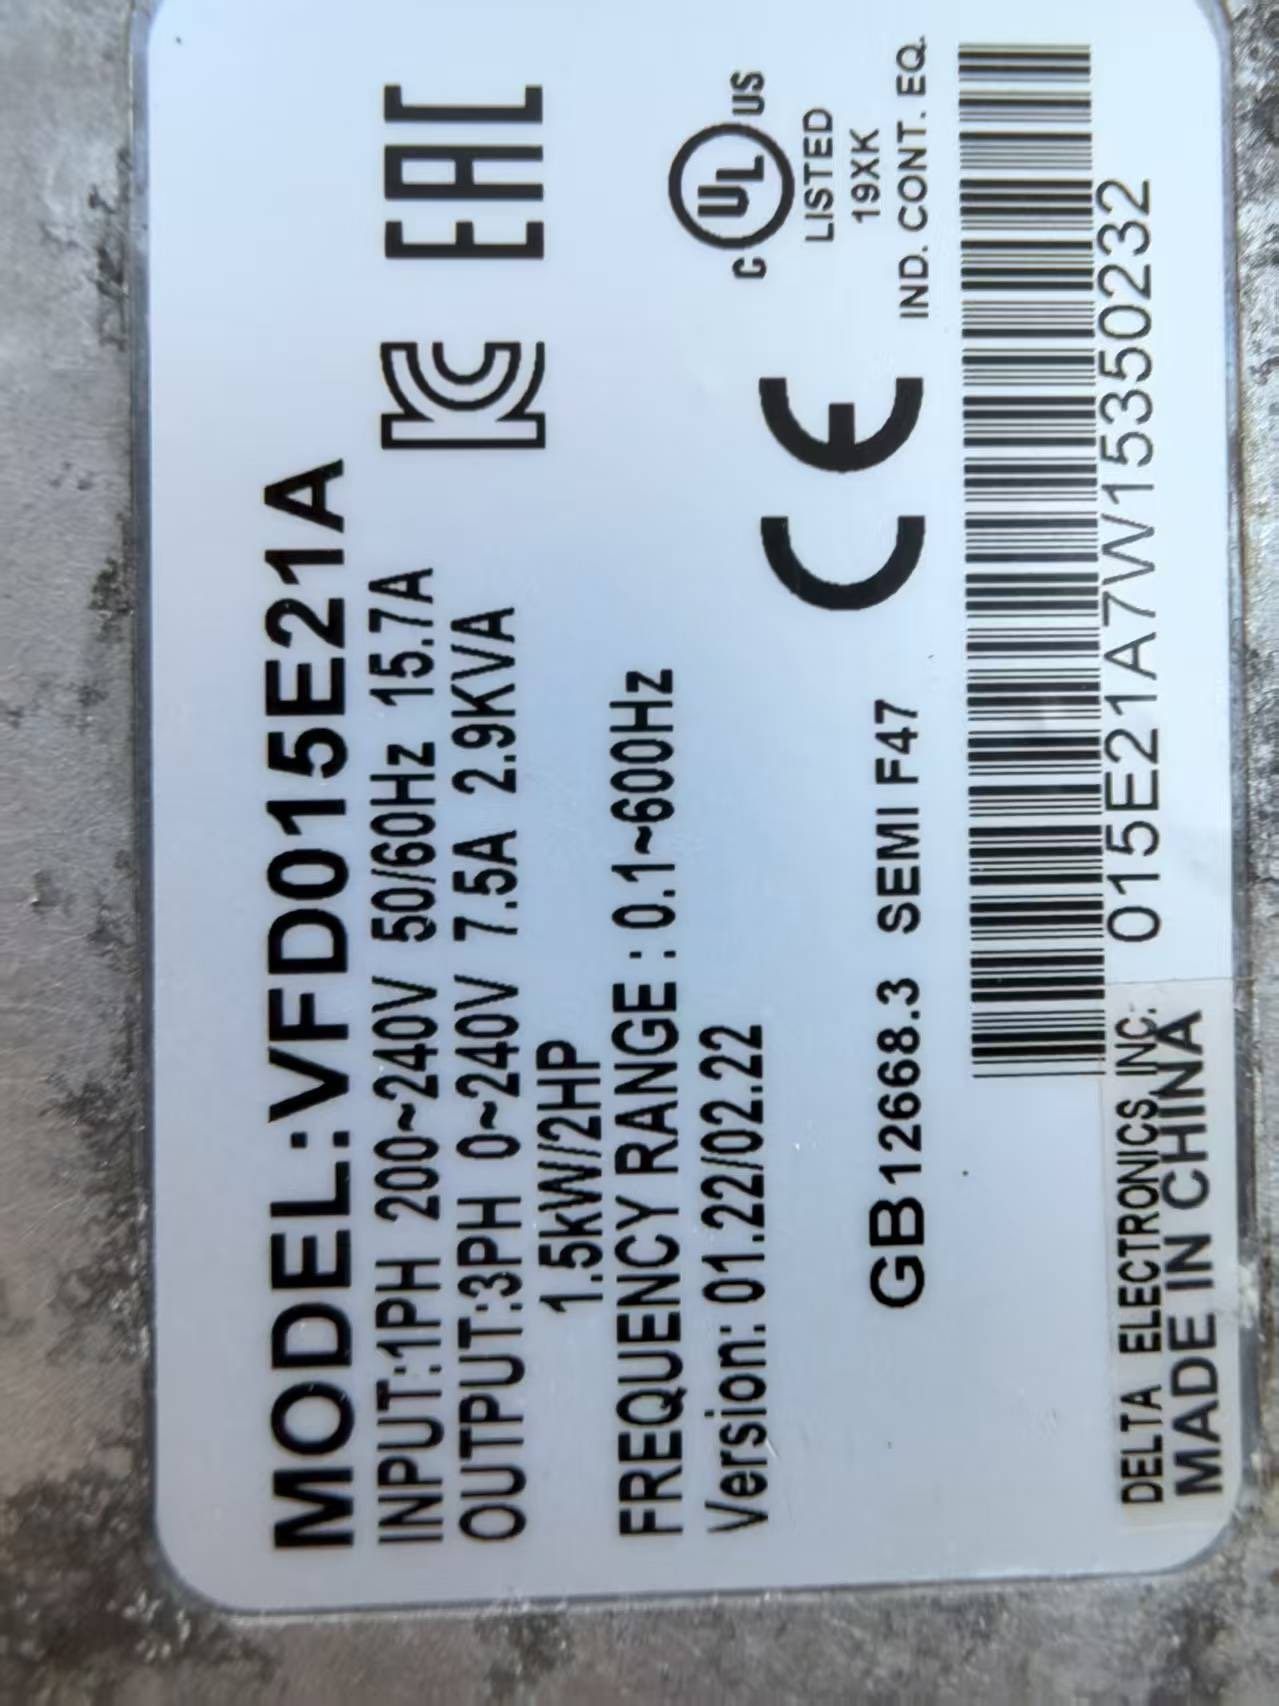 MODEL:VFD015E21A
INPUT:1PH 200~240V 50/60Hz 15.7A
OUTPUT:3PH 0~240V 7.5A 2.9KVA
1.5kW/2HP
FREQUENCY RANGE : 0.1~600Hz
Version: 01.22/02.22
GB12668.3 SEMI F47
KC EAC
CE
C UL US
LISTED
19XK
IND. CONT. EQ.
015E21A7W15350232
DELTA ELECTRONICS, INC.
MADE IN CHINA